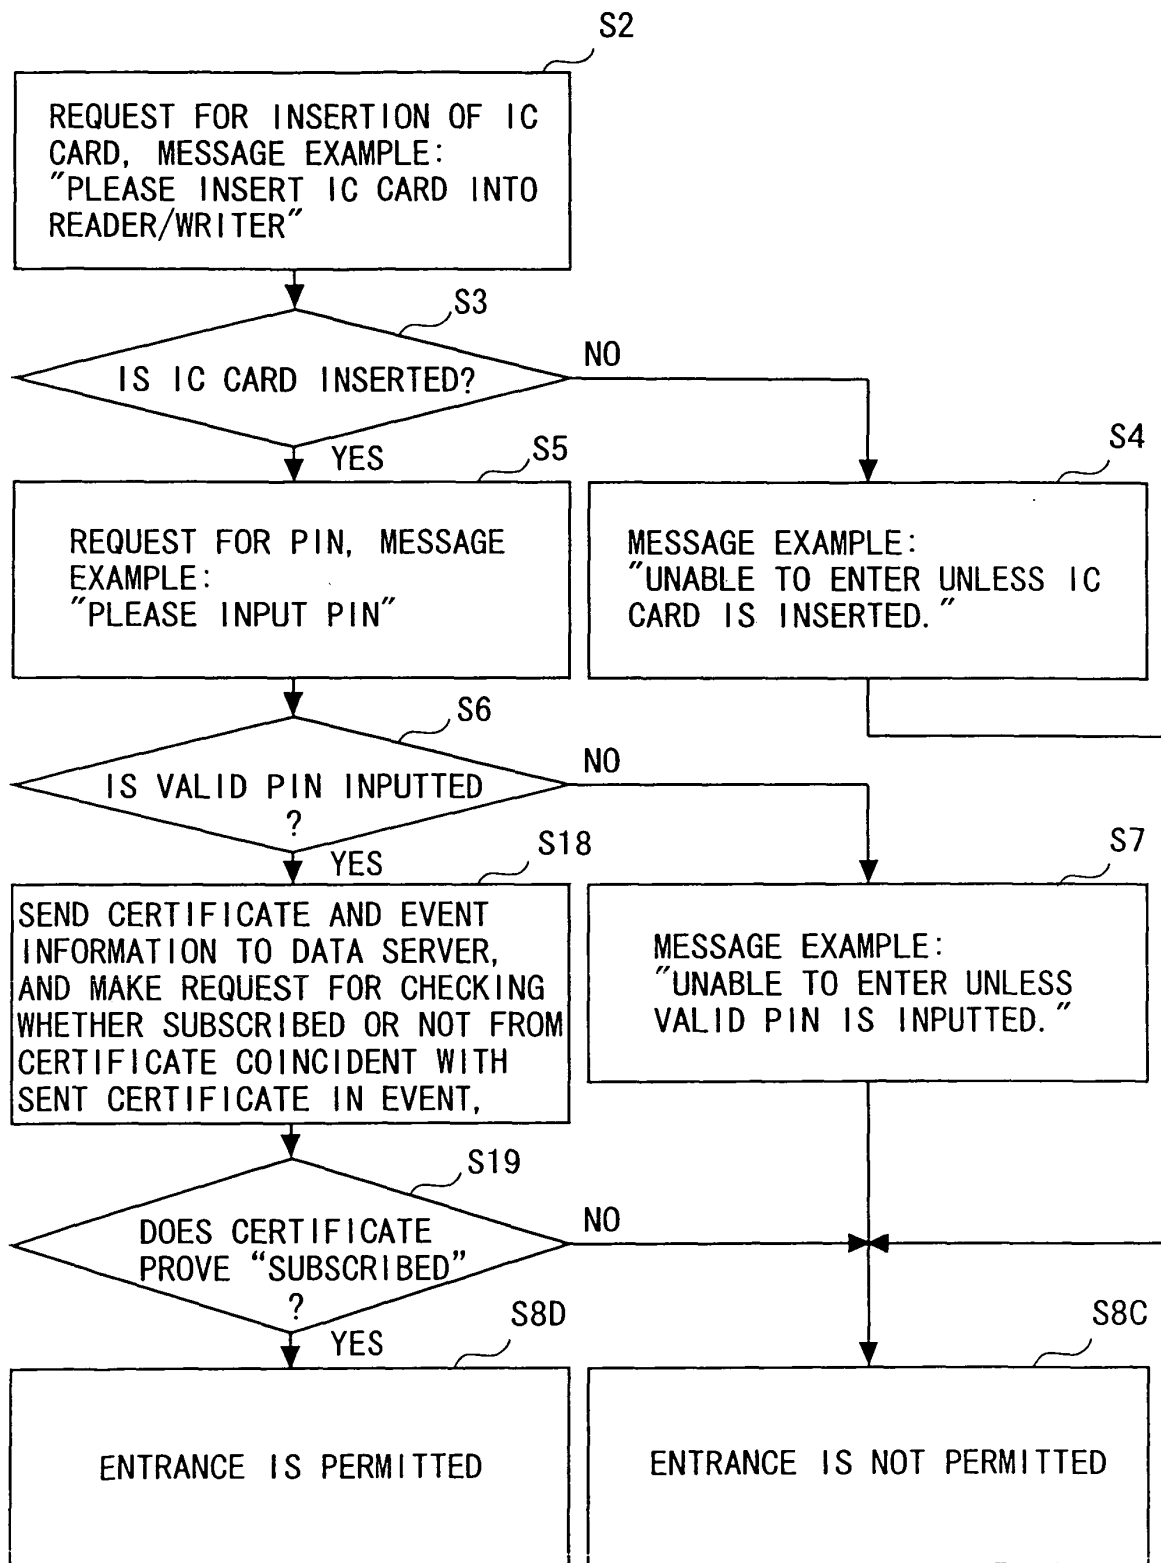 S2
REQUEST FOR INSERTION OF IC
CARD, MESSAGE EXAMPLE:
"PLEASE INSERT IC CARD INTO
READER/WRITER"
S3
IS IC CARD INSERTED?
NO
YES
S5
S4
REQUEST FOR PIN, MESSAGE
EXAMPLE:
"PLEASE INPUT PIN"
MESSAGE EXAMPLE:
"UNABLE TO ENTER UNLESS IC
CARD IS INSERTED."
S6
IS VALID PIN INPUTTED
?
NO
YES
S18
S7
SEND CERTIFICATE AND EVENT
INFORMATION TO DATA SERVER,
AND MAKE REQUEST FOR CHECKING
WHETHER SUBSCRIBED OR NOT FROM
CERTIFICATE COINCIDENT WITH
SENT CERTIFICATE IN EVENT,
MESSAGE EXAMPLE:
"UNABLE TO ENTER UNLESS
VALID PIN IS INPUTTED."
S19
DOES CERTIFICATE
PROVE “SUBSCRIBED”
?
NO
YES
S8D
S8C
ENTRANCE IS PERMITTED
ENTRANCE IS NOT PERMITTED